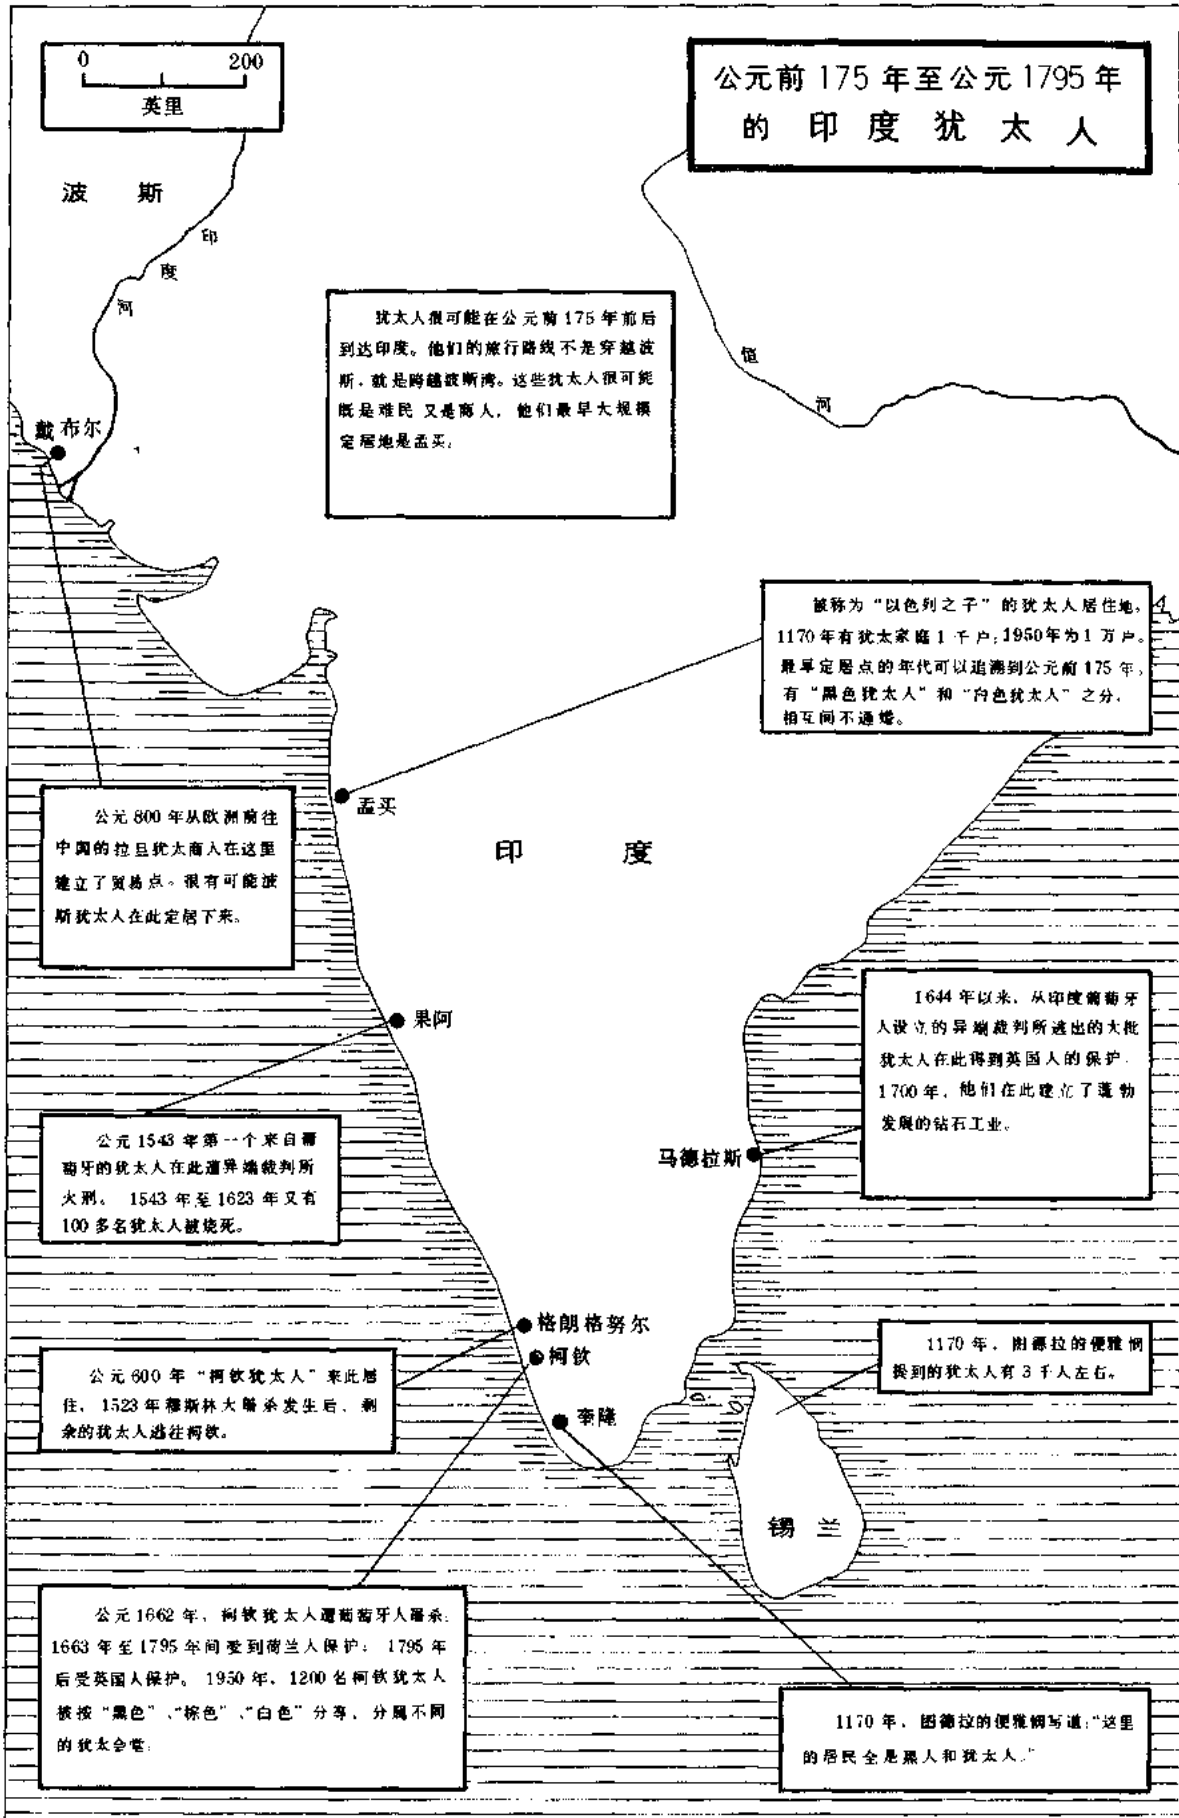 0 200
英里
公元前 175 年至公元 1795 年
的印度犹太人
波斯
印度河
犹太人很可能在公元前 175 年前后
到达印度。他们的旅行路线不是穿越波
斯，就是跨越波斯湾。这些犹太人很可能
既是难民又是商人，他们最早大规模
定居地是孟买。
恒河
戴布尔
被称为“以色列之子”的犹太人居住地。
1170年有犹太家庭 1 千户；1950年为 1 万户。
最早定居点的年代可以追溯到公元前 175 年。
有“黑色犹太人”和“白色犹太人”之分，
相互间不通婚。
孟买
印度
公元 800 年从欧洲前往
中国的拉旦犹太商人在这里
建立了贸易点。很有可能波
斯犹太人在此定居下来。
果阿
1644 年以来，从印度葡萄牙
人设立的异端裁判所逃出的大批
犹太人在此得到英国人的保护。
1700 年，他们在此建立了蓬勃
发展的钻石工业。
公元 1543 年第一个来自葡
萄牙的犹太人在此遭异端裁判所
火刑。 1543 年至 1623 年又有
100 多名犹太人被烧死。
马德拉斯
格朗格努尔
柯钦
公元 600 年“柯钦犹太人”来此居
住。1523 年穆斯林大屠杀发生后，剩
余的犹太人逃往柯钦。
1170 年，图德拉的便雅悯
提到的犹太人有 3 千人左右。
奎隆
锡兰
公元 1662 年，柯钦犹太人遭葡萄牙人屠杀；
1663 年至 1795 年间受到荷兰人保护； 1795 年
后受英国人保护。 1950 年，1200 名柯钦犹太人
被按“黑色”、“棕色”、“白色”分等，分属不同
的犹太会堂。
1170 年，图德拉的便雅悯写道：“这里
的居民全是黑人和犹太人。”